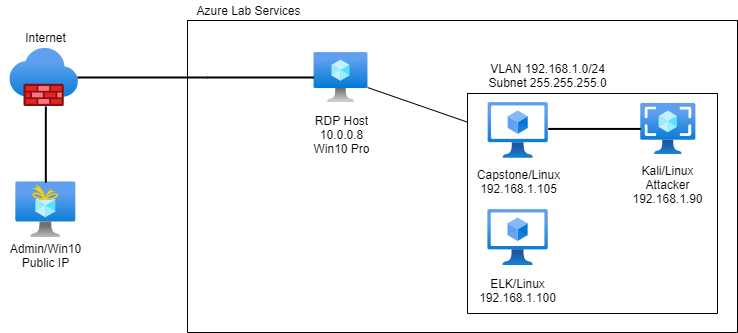 Azure Lab Services
Internet
VLAN 192.168.1.0/24
Subnet 255.255.255.0
RDP Host
10.0.0.8
Win10 Pro
Capstone/Linux
192.168.1.105
Kali/Linux
Attacker
192.168.1.90
Admin/Win10
Public IP
ELK/Linux
192.168.1.100